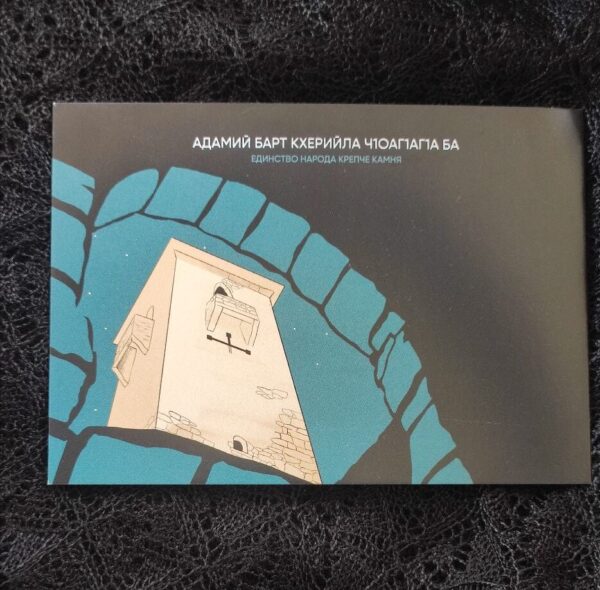 АДАМИЙ БАРТ КХЕРИЙЛА Ч1ОАГ1АГ1А БА
ЕДИНСТВО НАРОДА КРЕПЧЕ КАМНЯ